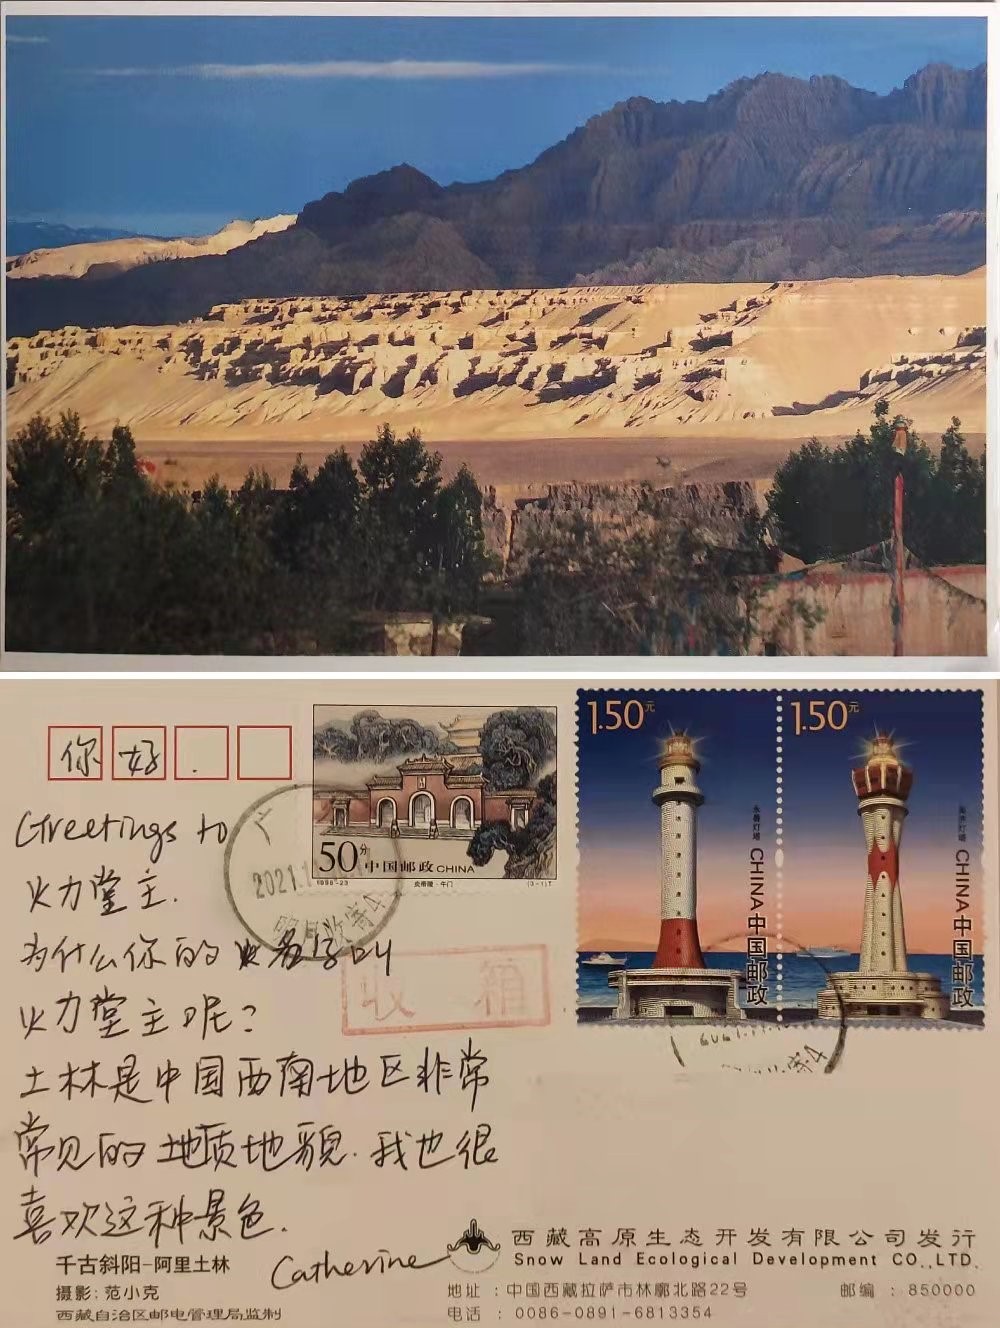 你好.
Greetings to
火力堂主.
为什么你的名字叫
火力堂主呢？
土林是中国西南地区非常
常见的地质地貌.我也很
喜欢这种景色.
Catherine
50分 中国邮政 CHINA
1998-23 炎帝陵·午门 (3-1)T
1.50元
CHINA 中国邮政
1.50元
CHINA 中国邮政
2021.1
收箱
千古斜阳-阿里土林
摄影:范小克
西藏自治区邮电管理局监制
西藏高原生态开发有限公司发行
Snow Land Ecological Development CO.,LTD.
地址：中国西藏拉萨市林廓北路22号 邮编：850000
电话：0086-0891-6813354